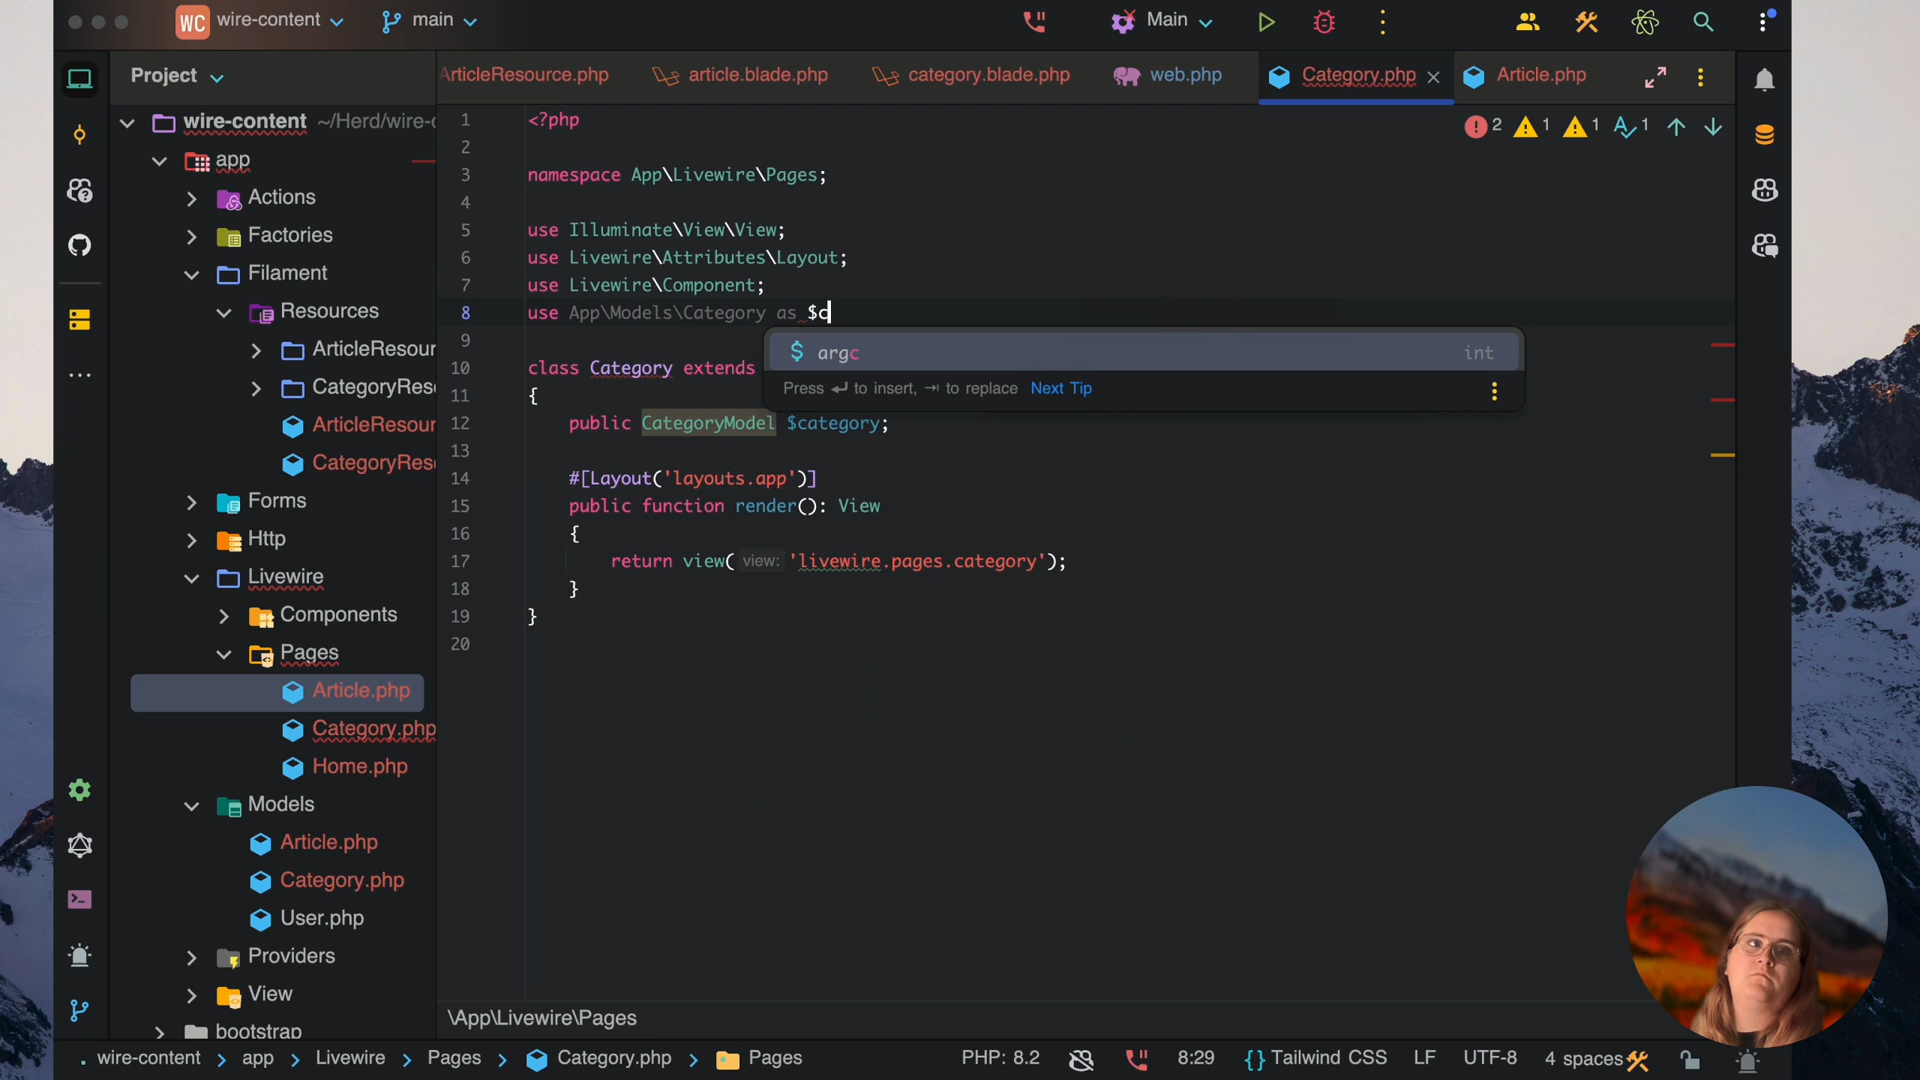 WC wire-content main Main
Project
ArticleResource.php article.blade.php category.blade.php web.php Category.php Article.php
wire-content ~/Herd/wire-c
app
Actions
Factories
Filament
Resources
ArticleResour
CategoryRes
ArticleResour
CategoryRes
Forms
Http
Livewire
Components
Pages
Article.php
Category.php
Home.php
Models
Article.php
Category.php
User.php
Providers
View
bootstrap
2 1 1 1
1 <?php
2
3 namespace App\Livewire\Pages;
4
5 use Illuminate\View\View;
6 use Livewire\Attributes\Layout;
7 use Livewire\Component;
8 use App\Models\Category as $c
9
10 class Category extends
11 {
12 public CategoryModel $category;
13
14 #[Layout('layouts.app')]
15 public function render(): View
16 {
17 return view( view: 'livewire.pages.category');
18 }
19 }
20
$ argc int
Press ↵ to insert, ⇥ to replace Next Tip
\App\Livewire\Pages
wire-content > app > Livewire > Pages > Category.php > Pages
PHP: 8.2 8:29 {} Tailwind CSS LF UTF-8 4 spaces